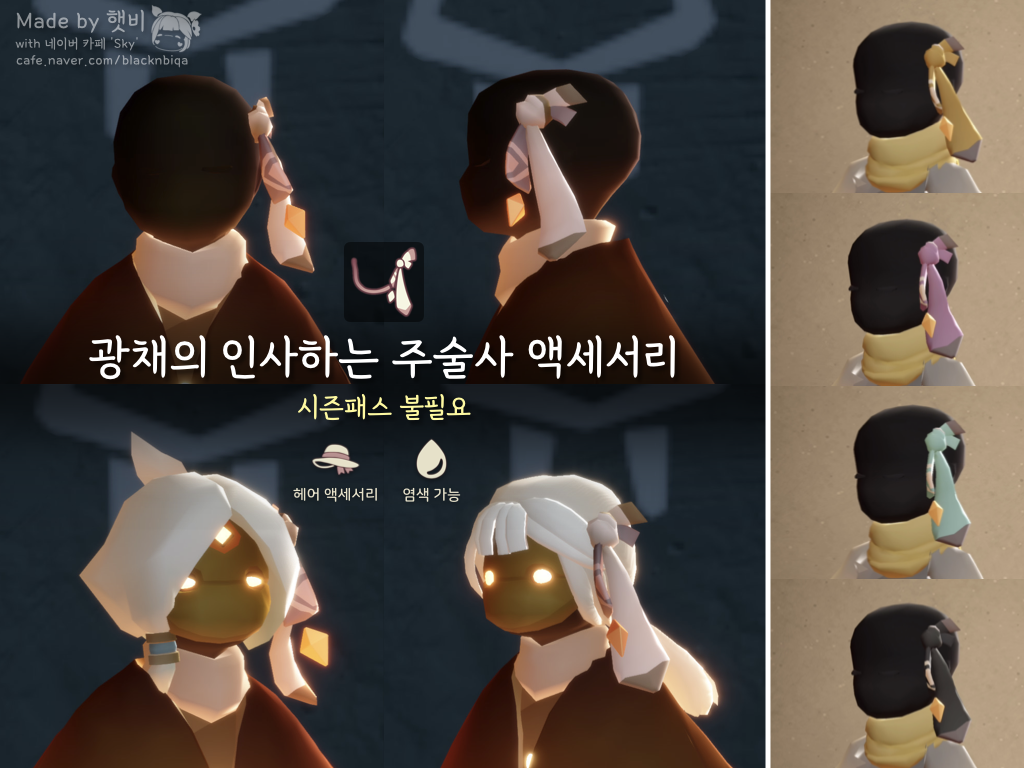 Made by 햇비
with 네이버 카페 'Sky'
cafe.naver.com/blacknbiqa
광채의 인사하는 주술사 액세서리
시즌패스 불필요
헤어 액세서리
염색 가능